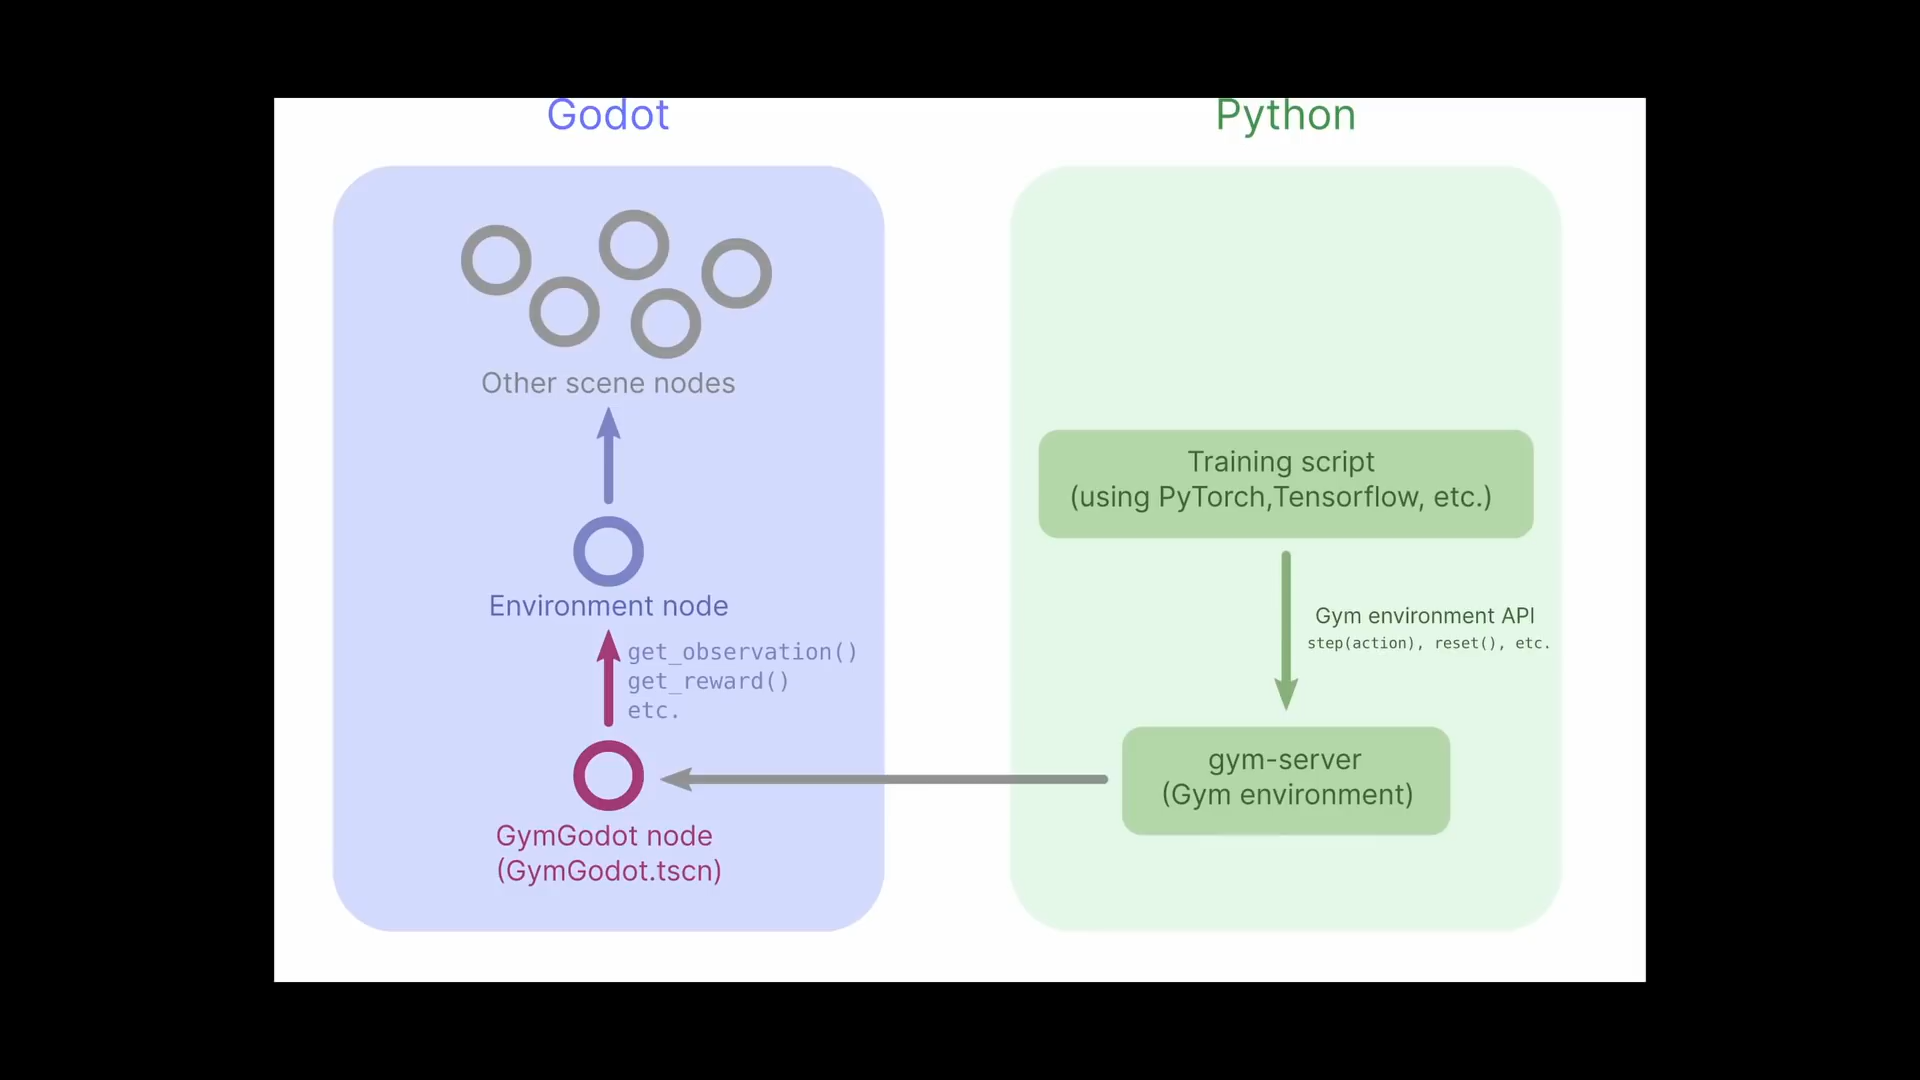 Godot
Python
Other scene nodes
Environment node
get_observation()
get_reward()
etc.
GymGodot node
(GymGodot.tscn)
Training script
(using PyTorch,Tensorflow, etc.)
Gym environment API
step(action), reset(), etc.
gym-server
(Gym environment)